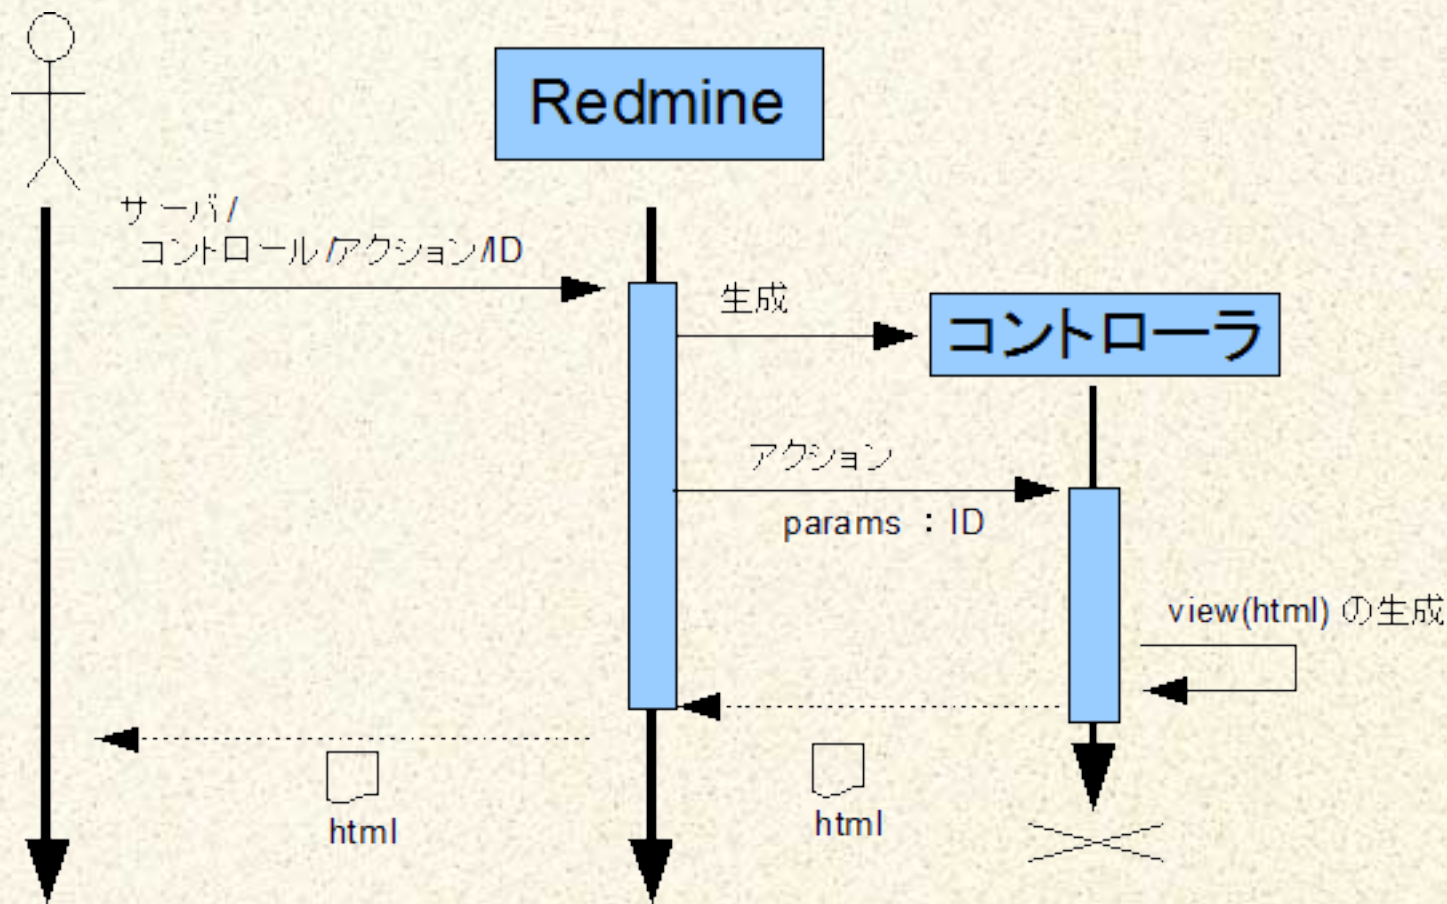 Redmine
サーバ/
コントロール/アクション/ID
生成
コントローラ
アクション
params : ID
view(html) の生成
html
html